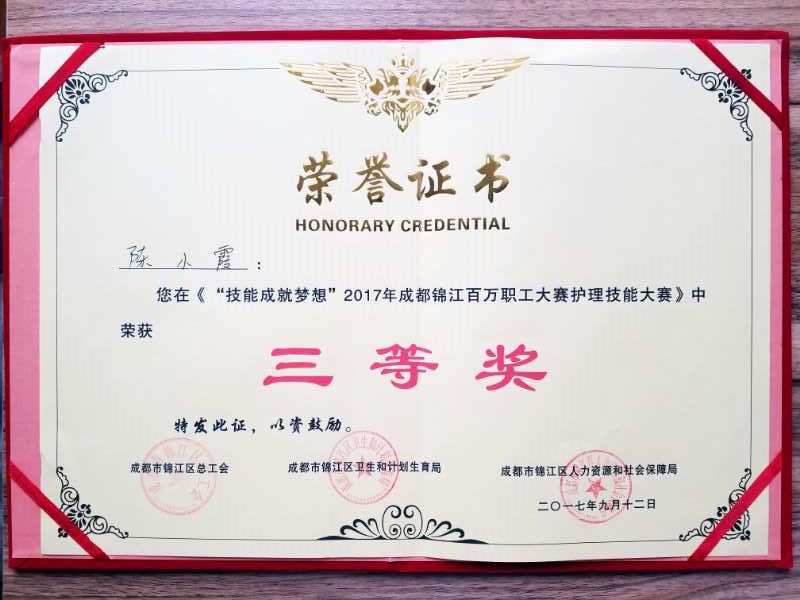 荣誉证书
HONORARY CREDENTIAL
陈小霞：
您在《“技能成就梦想”2017年成都锦江百万职工大赛护理技能大赛》中
荣获
三等奖
特发此证，以资鼓励。
成都市锦江区总工会 成都市锦江区卫生和计划生育局 成都市锦江区人力资源和社会保障局
二〇一七年九月十二日